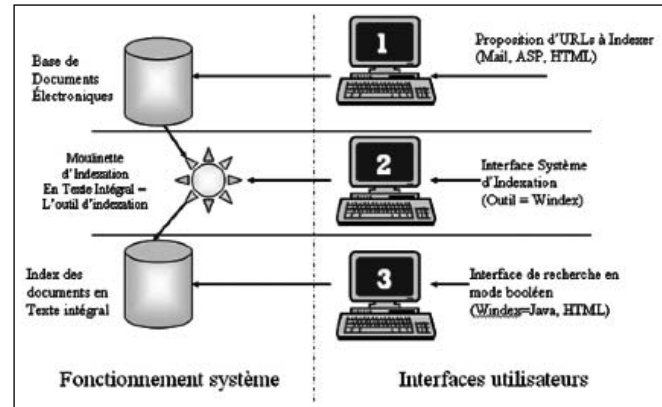 Base de
Documents
Électroniques
1
Proposition d'URLs à Indexer
(Mail, ASP, HTML)
Moulinette
d'Indexation
En Texte Intégral =
L'outil d'indexation
2
Interface Système
d'Indexation
(Outil = Windex)
Index des
documents en
Texte intégral
3
Interface de recherche en
mode booléen
(Windex=Java, HTML)
Fonctionnement système
Interfaces utilisateurs